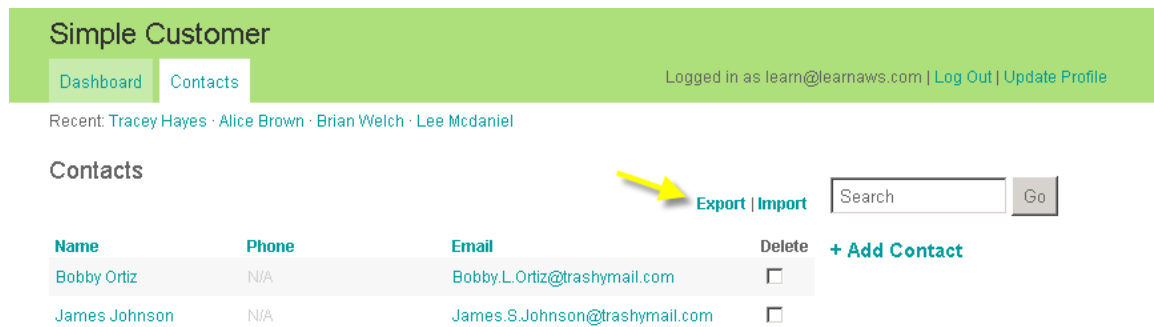 Simple Customer
Dashboard Contacts Logged in as learn@learnaws.com | Log Out | Update Profile
Recent: Tracey Hayes · Alice Brown · Brian Welch · Lee Mcdaniel
Contacts
Export | Import Search Go
Name Phone Email Delete + Add Contact
Bobby Ortiz N/A Bobby.L.Ortiz@trashymail.com
James Johnson N/A James.S.Johnson@trashymail.com